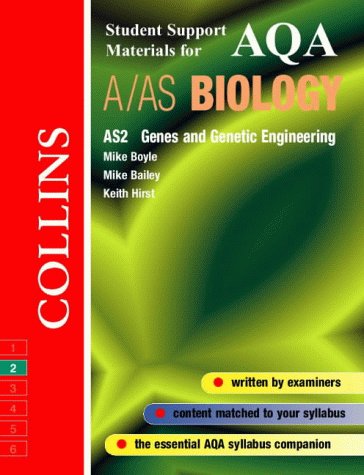 Student Support
Materials for AQA
A/AS BIOLOGY
AS2 Genes and Genetic Engineering
Mike Boyle
Mike Bailey
Keith Hirst
COLLINS
1
2
3
4
5
6
written by examiners
content matched to your syllabus
the essential AQA syllabus companion